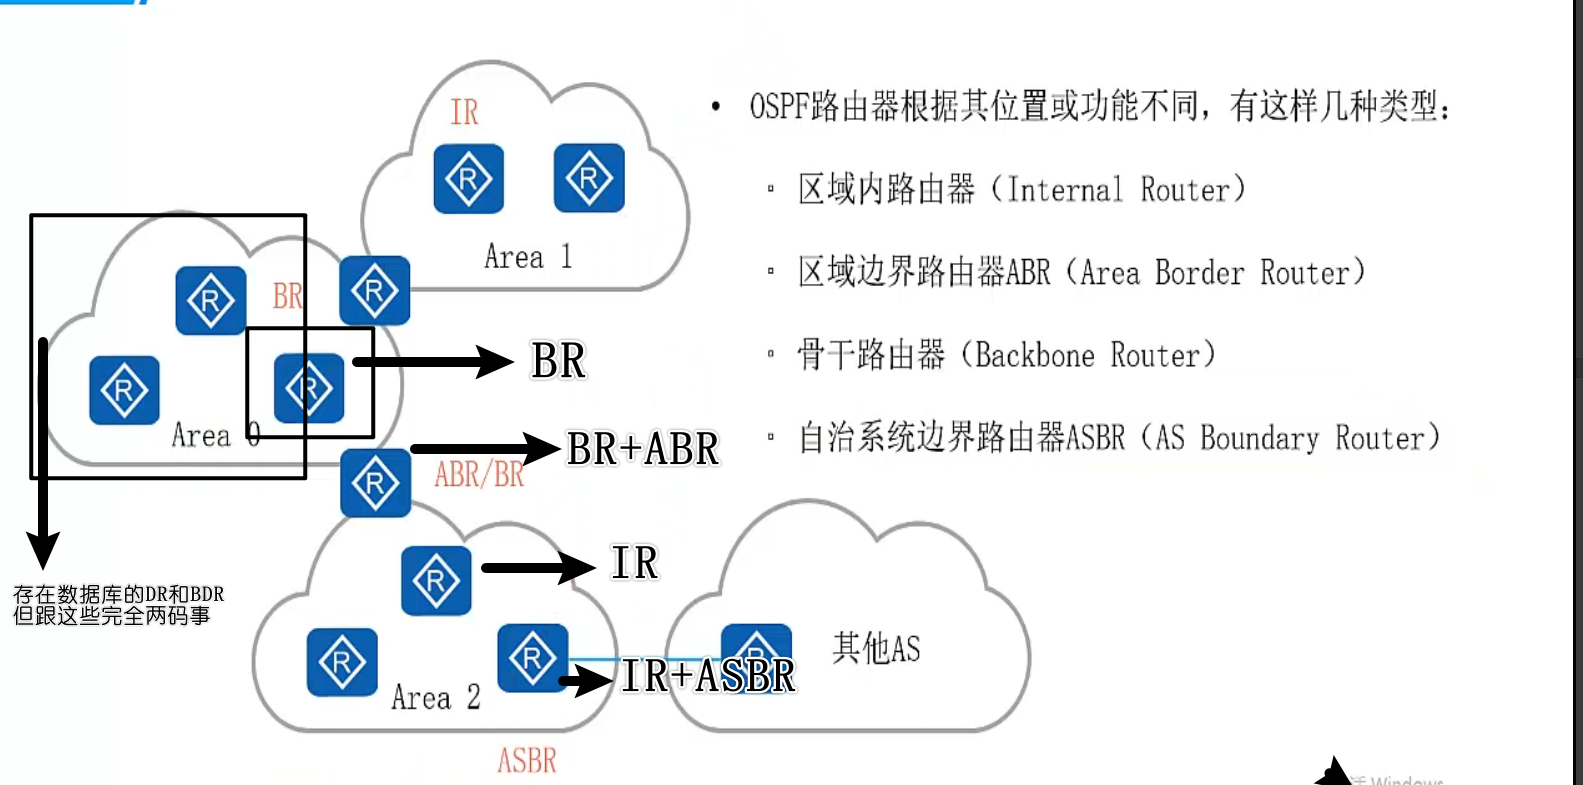 OSPF路由器根据其位置或功能不同，有这样几种类型：
区域内路由器（Internal Router）
区域边界路由器ABR（Area Border Router）
骨干路由器（Backbone Router）
自治系统边界路由器ASBR（AS Boundary Router）
IR
R
R
Area 1
R
BR
R
R
R
BR
Area 0
R
ABR/BR
BR+ABR
存在数据库的DR和BDR
但跟这些完全两码事
R
IR
R
R
IR+ASBR
R
其他AS
Area 2
ASBR
Windows